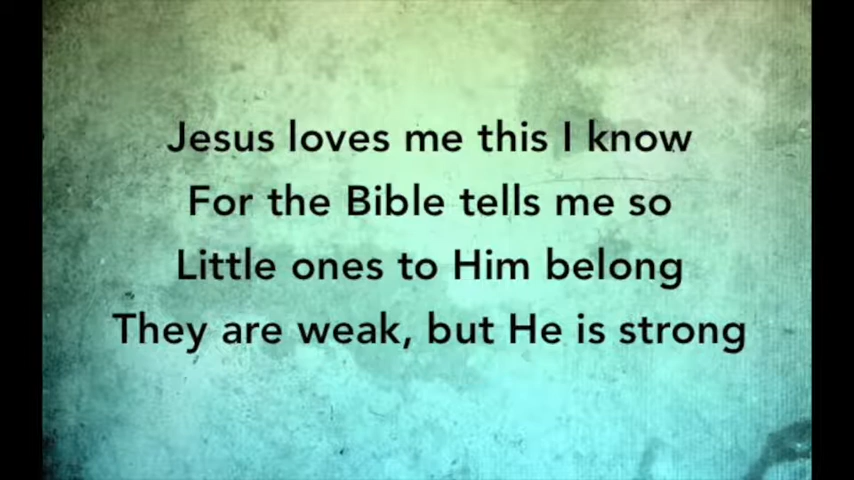 Jesus loves me this I know
For the Bible tells me so
Little ones to Him belong
They are weak, but He is strong